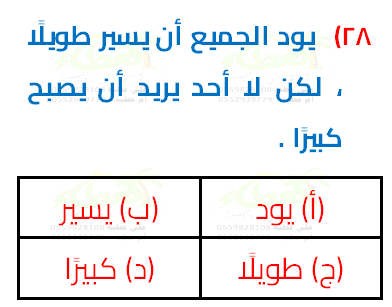 ٢٨) يود الجميع أن يسير طويلًا
، لكن لا أحد يريد أن يصبح
كبيرًا .
(أ) يود
(ب) يسير
(ج) طويلًا
(د) كبيرًا